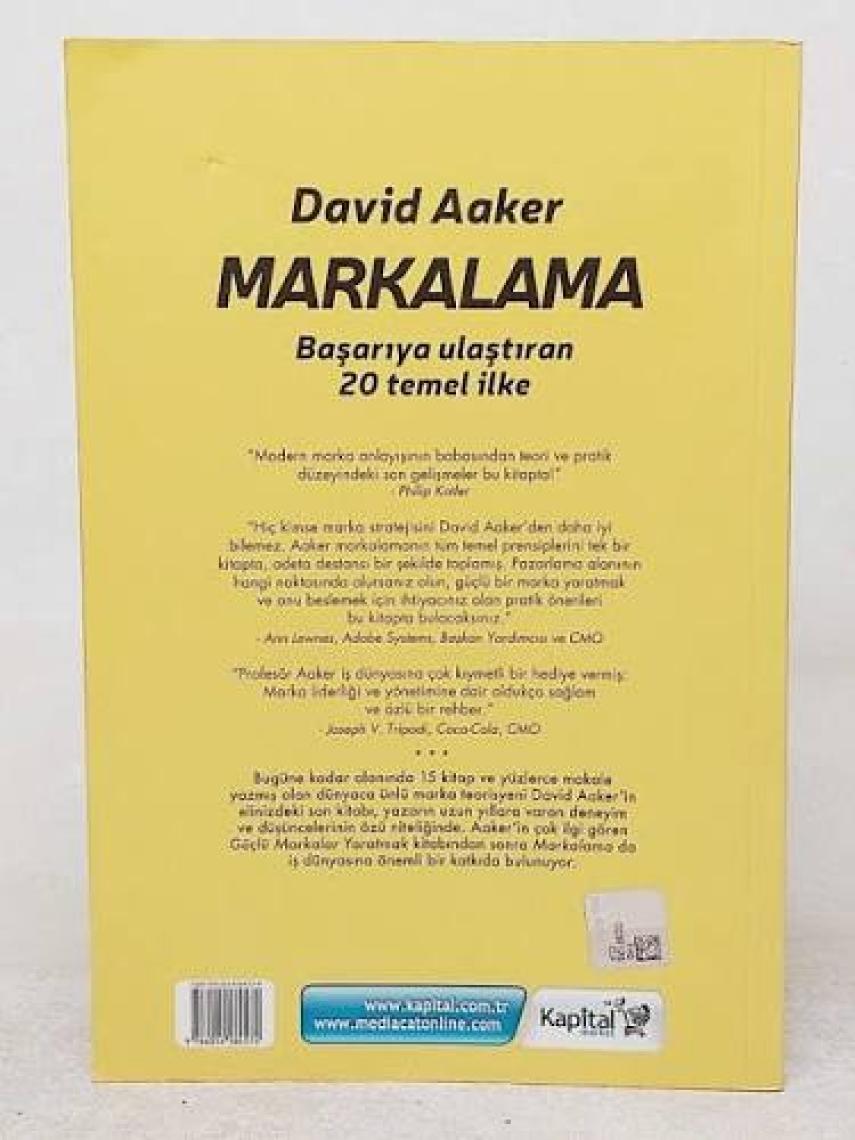 David Aaker
MARKALAMA
Başarıya ulaştıran
20 temel ilke
"Modern marka anlayışının babasından teori ve pratik
düzeyindeki son gelişmeler bu kitapta!"
- Philip Kotler
"Hiç kimse marka stratejisini David Aaker'den daha iyi
bilemez. Aaker markalamanın tüm temel prensiplerini tek bir
kitapta, adeta destansı bir şekilde toplamış. Pazarlama alanının
hangi noktasında olursanız olun, güçlü bir marka yaratmak
ve onu beslemek için ihtiyacınız olan pratik önerileri
bu kitapta bulacaksınız."
- Ann Lewnes, Adobe Systems, Başkan Yardımcısı ve CMO
"Profesör Aaker iş dünyasına çok kıymetli bir hediye vermiş:
Marka liderliği ve yönetimine dair oldukça sağlam
ve özlü bir rehber."
- Joseph V. Tripodi, Coca-Cola, CMO
• • •
Bugüne kadar alanında 15 kitap ve yüzlerce makale
yazmış olan dünyaca ünlü marka teorisyeni David Aaker'in
elinizdeki son kitabı, yazarın uzun yıllara varan deneyim
ve düşüncelerinin özü niteliğinde. Aaker'in çok ilgi gören
Güçlü Markalar Yaratmak kitabından sonra Markalama da
iş dünyasına önemli bir katkıda bulunuyor.
www.kapital.com.tr
www.mediacatonline.com
Kapital